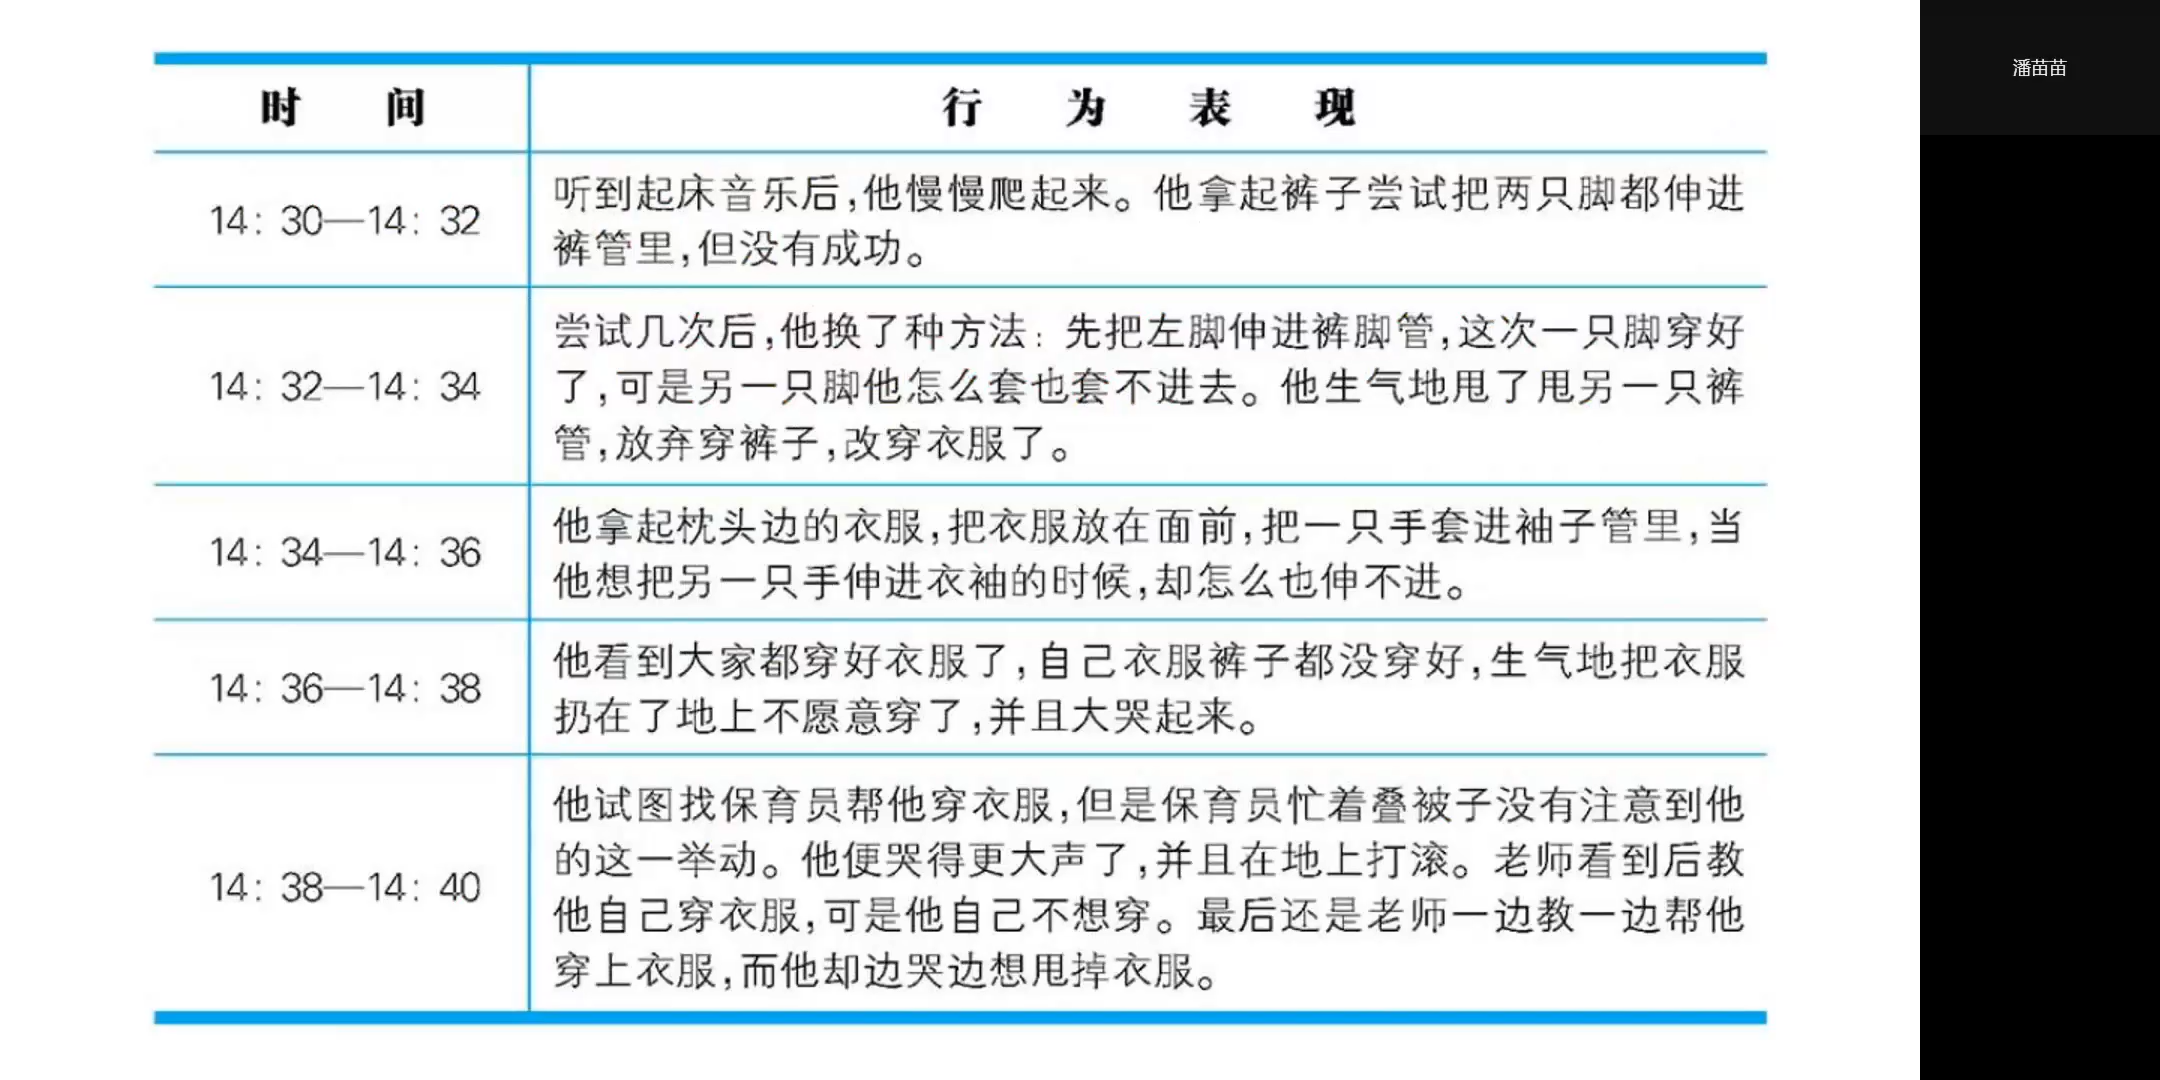 时 间 行 为 表 现
14：30—14：32
听到起床音乐后,他慢慢爬起来。他拿起裤子尝试把两只脚都伸进
裤管里,但没有成功。
14：32—14：34
尝试几次后,他换了种方法：先把左脚伸进裤脚管,这次一只脚穿好
了,可是另一只脚他怎么套也套不进去。他生气地甩了甩另一只裤
管,放弃穿裤子,改穿衣服了。
14：34—14：36
他拿起枕头边的衣服,把衣服放在面前,把一只手套进袖子管里,当
他想把另一只手伸进衣袖的时候,却怎么也伸不进。
14：36—14：38
他看到大家都穿好衣服了,自己衣服裤子都没穿好,生气地把衣服
扔在了地上不愿意穿了,并且大哭起来。
14：38—14：40
他试图找保育员帮他穿衣服,但是保育员忙着叠被子没有注意到他
的这一举动。他便哭得更大声了,并且在地上打滚。老师看到后教
他自己穿衣服,可是他自己不想穿。最后还是老师一边教一边帮他
穿上衣服,而他却边哭边想甩掉衣服。
潘苗苗